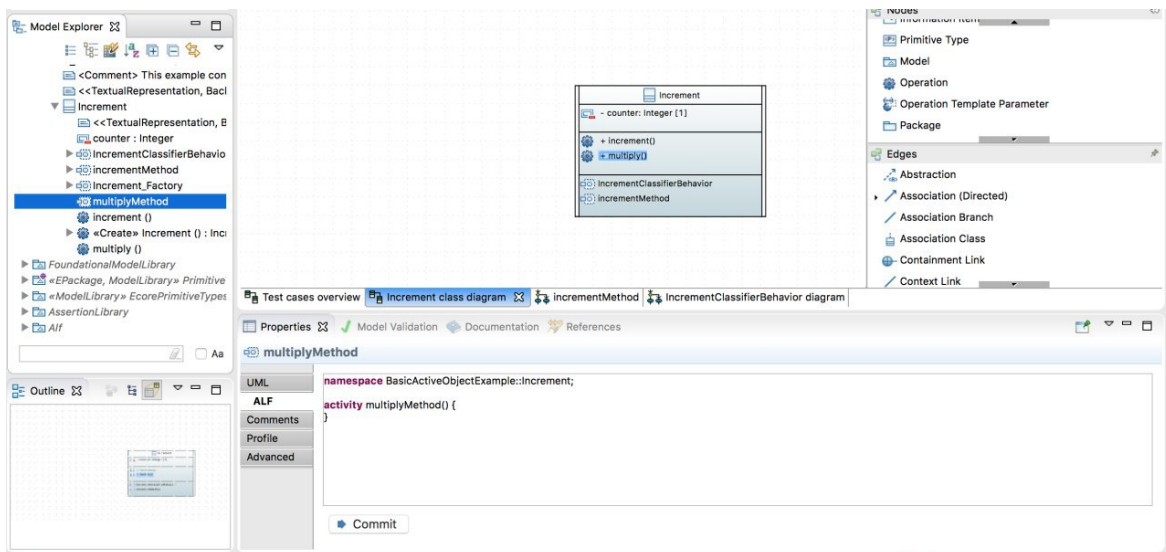 Model Explorer
<Comment> This example con
<<TextualRepresentation, Bacl
Increment
<<TextualRepresentation, B
counter : Integer
IncrementClassifierBehavio
incrementMethod
Increment_Factory
multiplyMethod
increment ()
«Create» Increment () : Incr
multiply ()
FoundationalModelLibrary
«EPackage, ModelLibrary» Primitive
«ModelLibrary» EcorePrimitiveTypes
AssertionLibrary
Alf
Aa
Outline
Increment
- counter: Integer [1]
+ increment()
+ multiply()
IncrementClassifierBehavior
incrementMethod
Nodes
Information Item
Primitive Type
Model
Operation
Operation Template Parameter
Package
Edges
Abstraction
Association (Directed)
Association Branch
Association Class
Containment Link
Context Link
Test cases overview Increment class diagram incrementMethod IncrementClassifierBehavior diagram
Properties Model Validation Documentation References
multiplyMethod
UML
ALF
Comments
Profile
Advanced
namespace BasicActiveObjectExample::Increment;
activity multiplyMethod() {
}
Commit